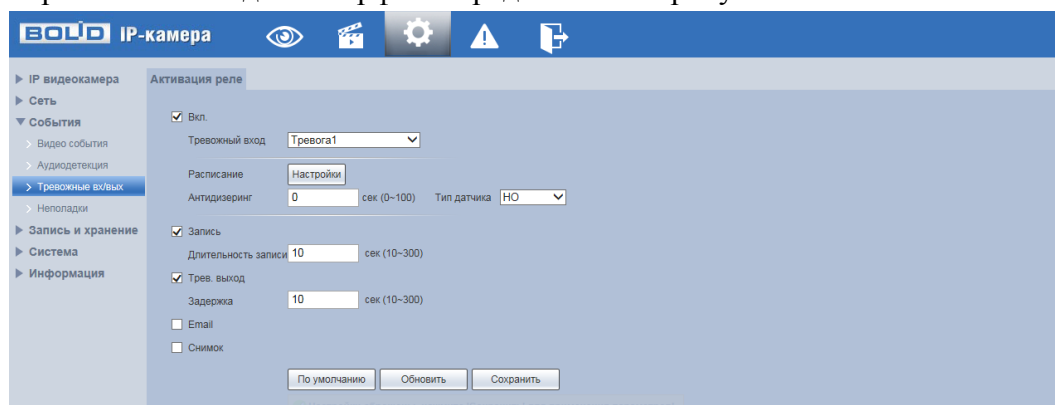 BOLID IP-камера
IP видеокамера
Сеть
События
Видео события
Аудиодетекция
Тревожные вх/вых
Неполадки
Запись и хранение
Система
Информация
Активация реле
Вкл.
Тревожный вход Тревога1
Расписание Настройки
Антидизеринг 0 сек (0~100) Тип датчика НО
Запись
Длительность записи 10 сек (10~300)
Трев. выход
Задержка 10 сек (10~300)
Email
Снимок
По умолчанию Обновить Сохранить